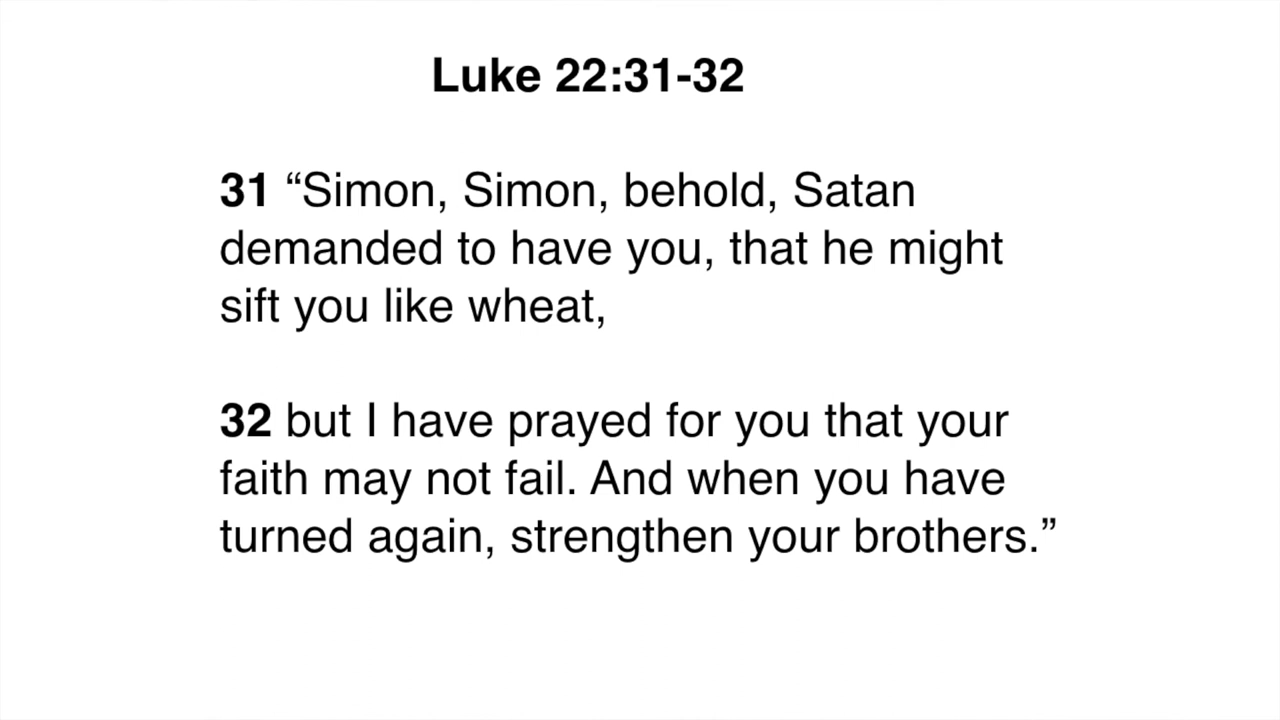 Luke 22:31-32
31 “Simon, Simon, behold, Satan
demanded to have you, that he might
sift you like wheat,
32 but I have prayed for you that your
faith may not fail. And when you have
turned again, strengthen your brothers.”